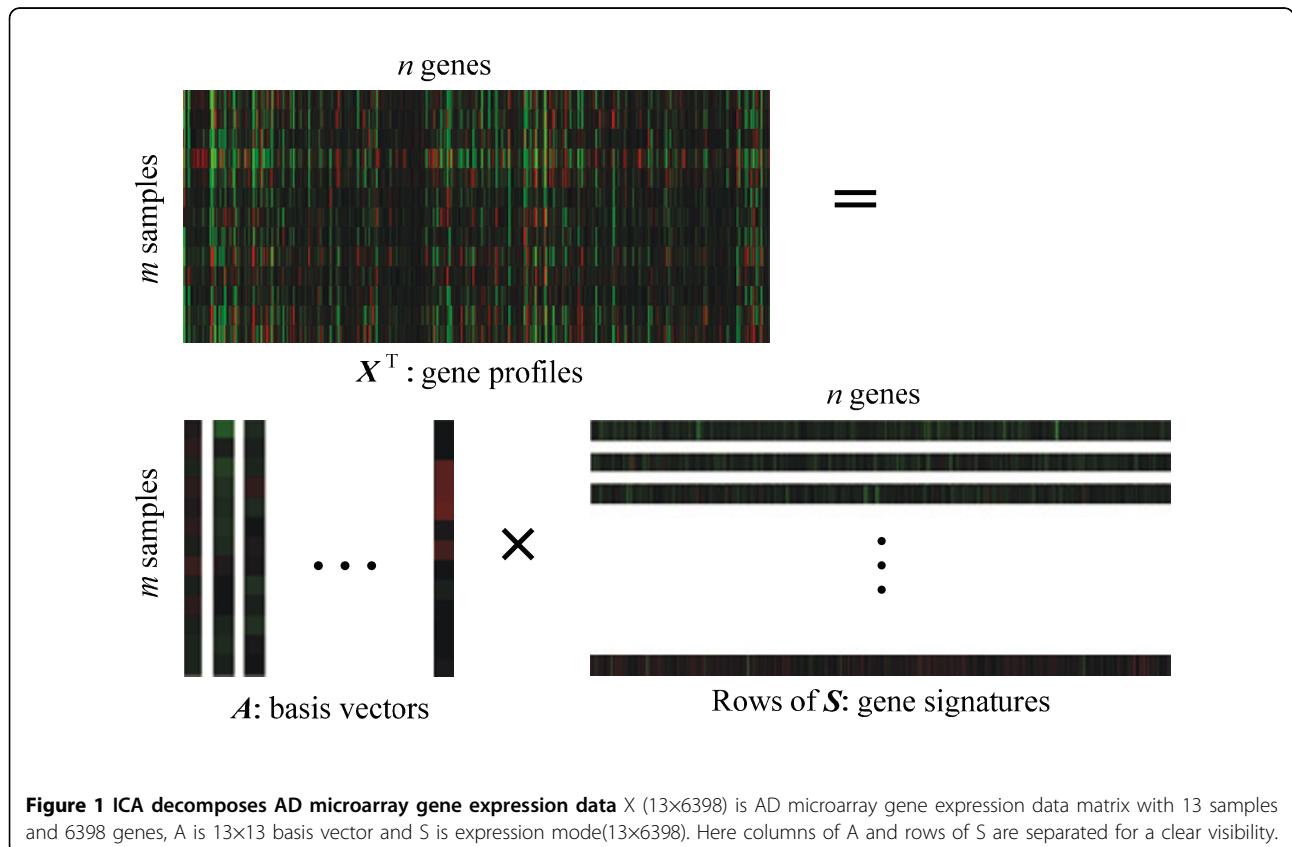 n genes
m samples
=
X^T : gene profiles
n genes
m samples
. . .
×
A: basis vectors
Rows of S: gene signatures
Figure 1 ICA decomposes AD microarray gene expression data X (13×6398) is AD microarray gene expression data matrix with 13 samples
and 6398 genes, A is 13×13 basis vector and S is expression mode(13×6398). Here columns of A and rows of S are separated for a clear visibility.